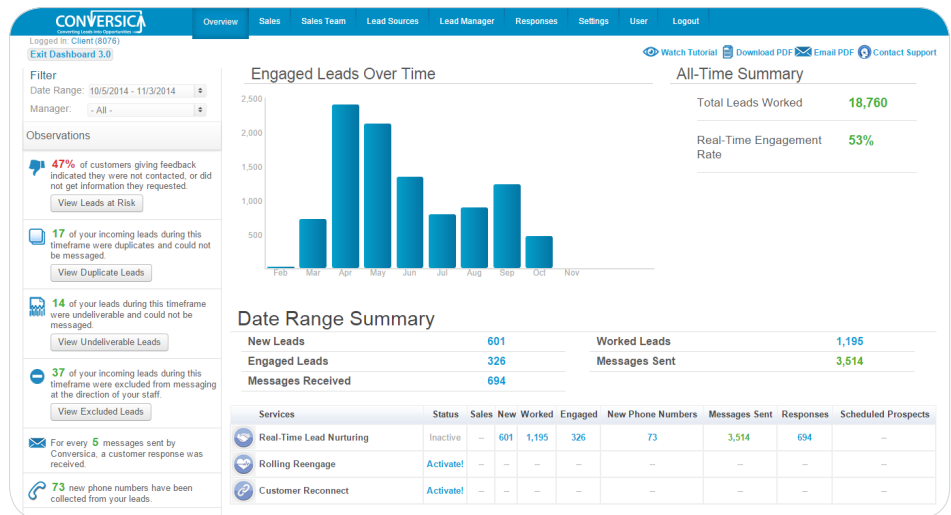 CONVERSICA
Converting Leads into Opportunities
Overview Sales Sales Team Lead Sources Lead Manager Responses Settings User Logout
Logged in: Client (8076)
Exit Dashboard 3.0
Watch Tutorial Download PDF Email PDF Contact Support
Filter
Date Range: 10/5/2014 - 11/3/2014
Manager: - All -
Observations
47% of customers giving feedback
indicated they were not contacted, or did
not get information they requested.
View Leads at Risk
17 of your incoming leads during this
timeframe were duplicates and could not
be messaged.
View Duplicate Leads
14 of your leads during this timeframe
were undeliverable and could not be
messaged.
View Undeliverable Leads
37 of your incoming leads during this
timeframe were excluded from messaging
at the direction of your staff.
View Excluded Leads
For every 5 messages sent by
Conversica, a customer response was
received.
73 new phone numbers have been
collected from your leads.
Engaged Leads Over Time
2,500
2,000
1,500
1,000
500
Feb Mar Apr May Jun Jul Aug Sep Oct Nov
All-Time Summary
Total Leads Worked 18,760
Real-Time Engagement 53%
Rate
Date Range Summary
New Leads 601 Worked Leads 1,195
Engaged Leads 326 Messages Sent 3,514
Messages Received 694
Services Status Sales New Worked Engaged New Phone Numbers Messages Sent Responses Scheduled Prospects
Real-Time Lead Nurturing Inactive – 601 1,195 326 73 3,514 694 –
Rolling Reengage Activate! – – – – – – – –
Customer Reconnect Activate! – – – – – – – –